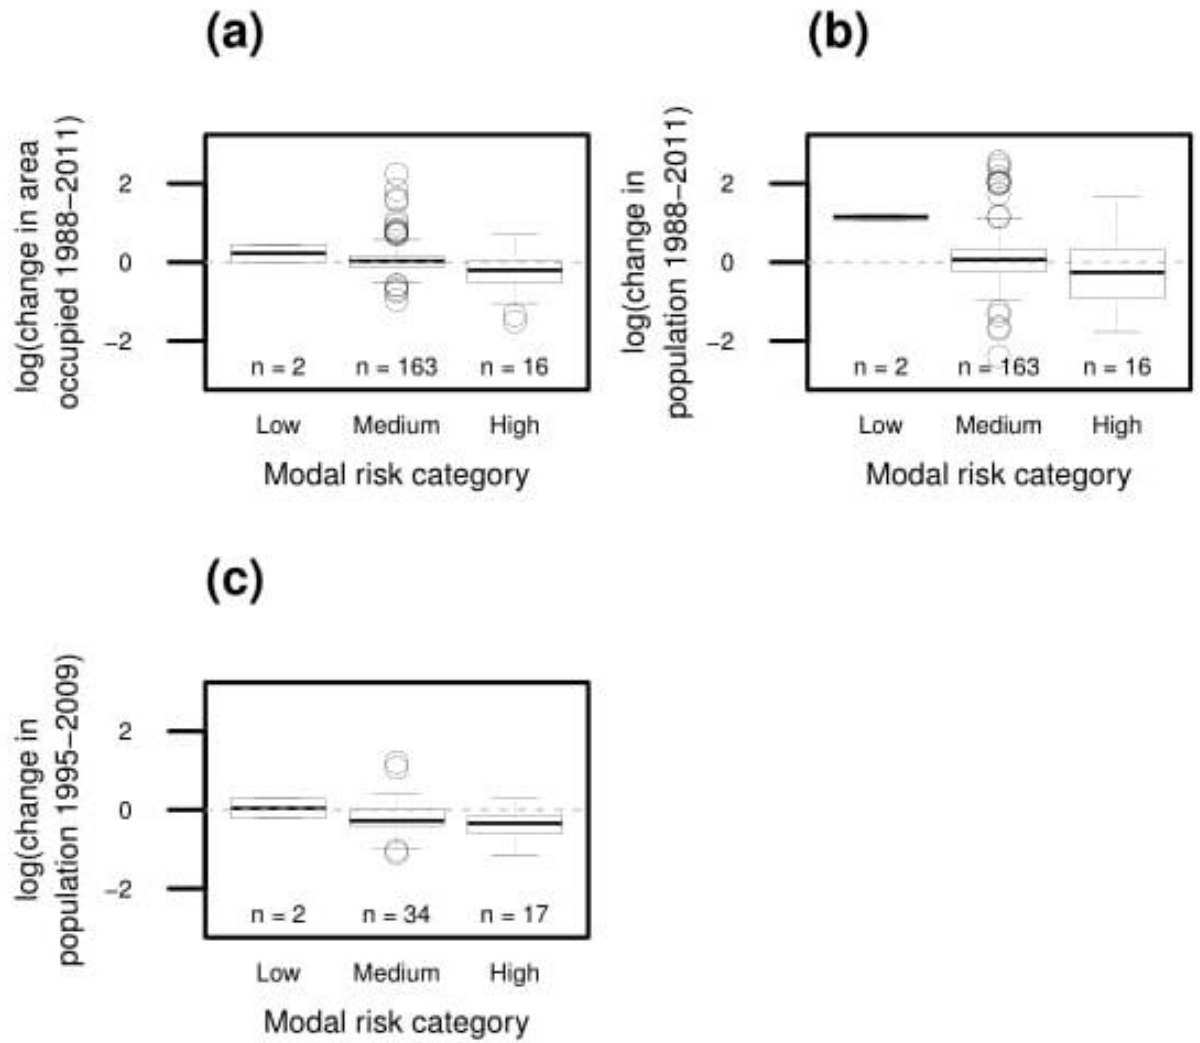 (a)
log(change in area
occupied 1988–2011)
2
0
−2
n = 2 n = 163 n = 16
Low Medium High
Modal risk category
(b)
log(change in
population 1988–2011)
2
0
−2
n = 2 n = 163 n = 16
Low Medium High
Modal risk category
(c)
log(change in
population 1995–2009)
2
0
−2
n = 2 n = 34 n = 17
Low Medium High
Modal risk category